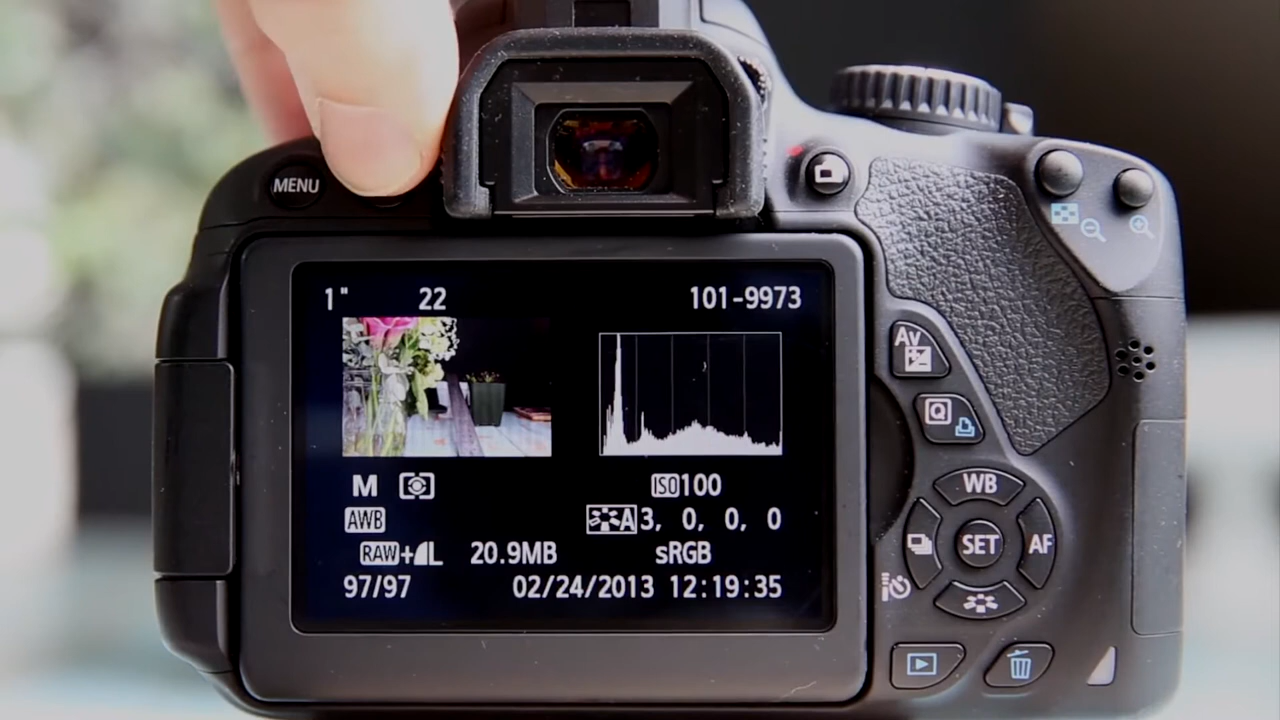 MENU
1" 22 101-9973
M ISO100
AWB A 3, 0, 0, 0
RAW+L 20.9MB sRGB
97/97 02/24/2013 12:19:35
Av
Q
WB
SET AF